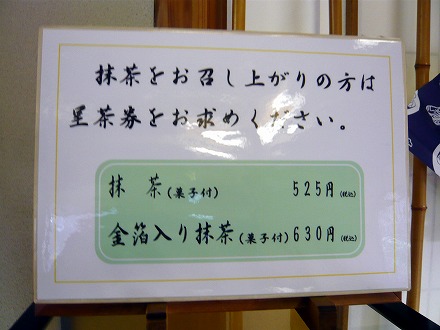 抹茶をお召し上がりの方は
呈茶券をお求めください。
抹 茶(菓子付) 525円(税込)
金箔入り抹茶(菓子付)630円(税込)